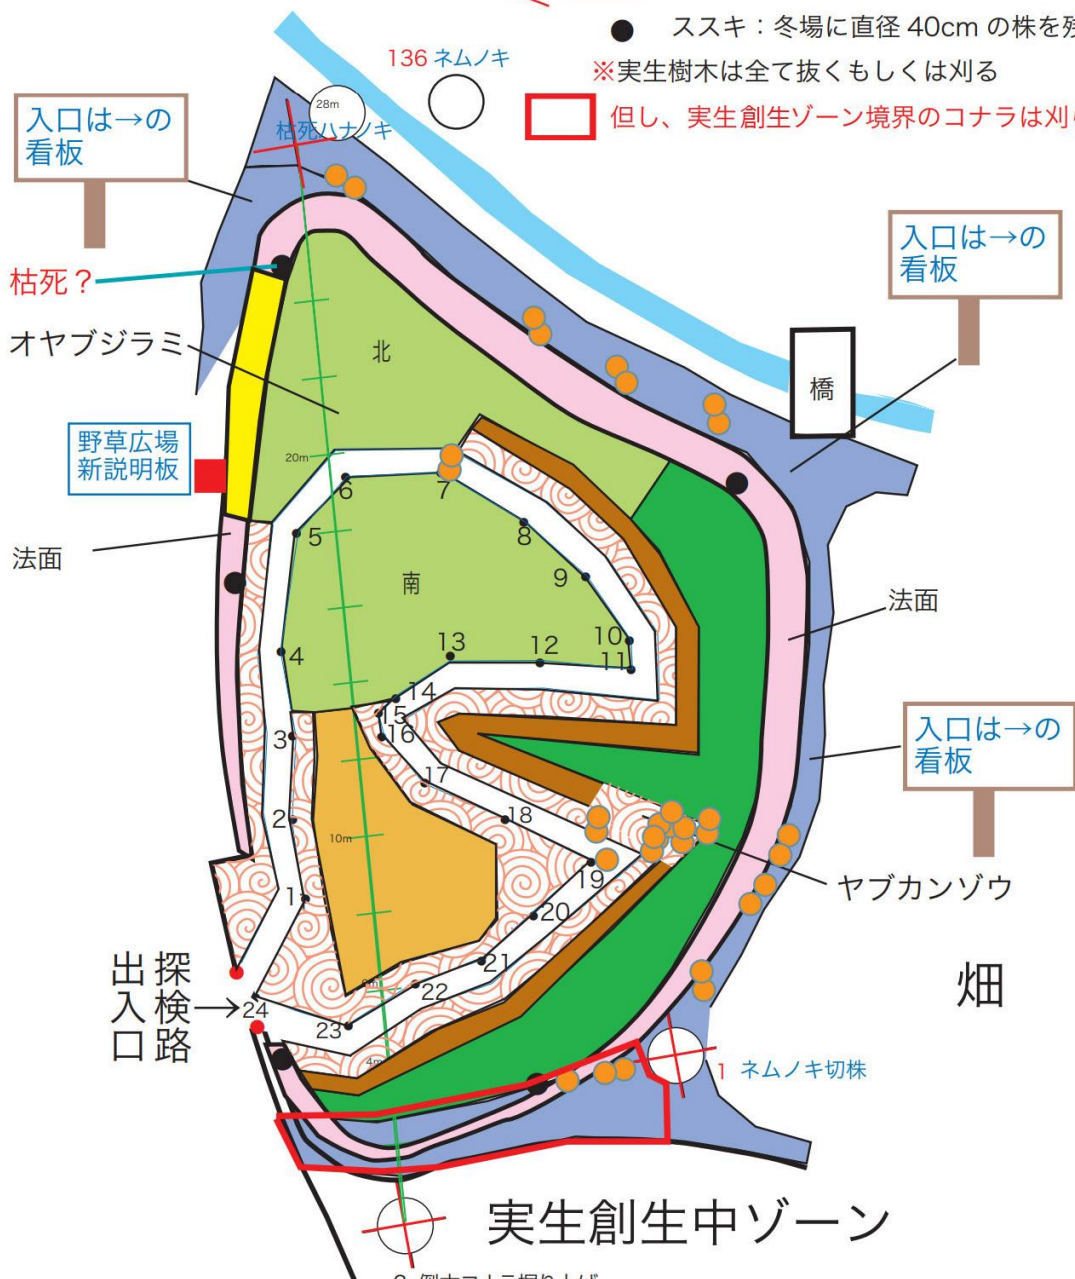 ● ススキ：冬場に直径 40cm の株を残
136 ネムノキ
※実生樹木は全て抜くもしくは刈る
28m
但し、実生創生ゾーン境界のコナラは刈ら
枯死ハナノキ
入口は→の
看板
入口は→の
看板
枯死？
オヤブジラミ
北
橋
野草広場
新説明板
20m
6
7
5
8
法面
南
9
法面
10
13
12
11
4
14
15
16
3
入口は→の
看板
17
2
18
10m
19
ヤブカンゾウ
1
20
探検路
出入口
→
21
畑
22
24
23
4m
1 ネムノキ切株
実生創生中ゾーン